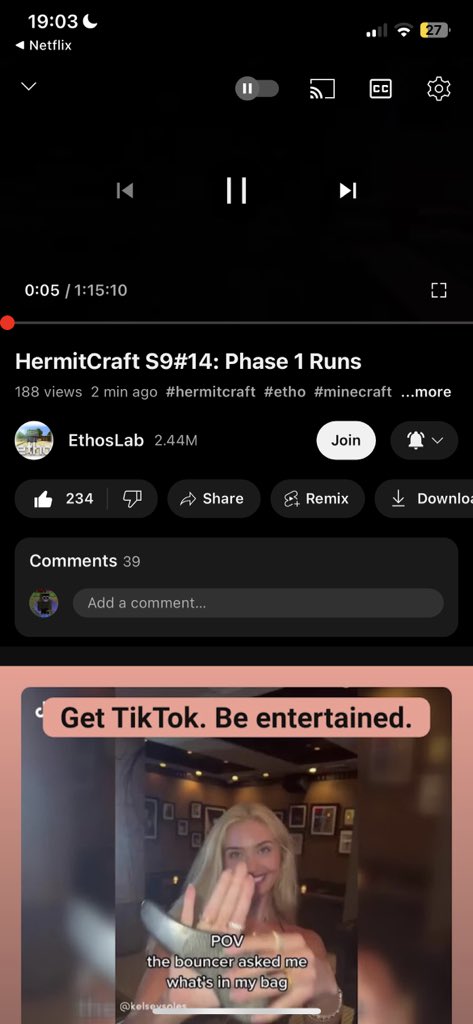 19:03
27
◀ Netflix
CC
0:05 / 1:15:10
HermitCraft S9#14: Phase 1 Runs
188 views 2 min ago #hermitcraft #etho #minecraft ...more
EthosLab 2.44M
Join
234
Share
Remix
Downloa
Comments 39
Add a comment...
Get TikTok. Be entertained.
POV
the bouncer asked me
what's in my bag
@kelseysoles